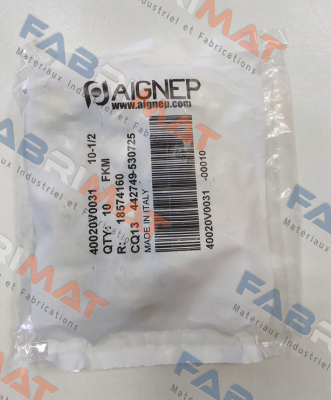 AIGNEP
www.aignep.com
40020V0031 10-1/2
QTY: 10 FKM
R: 18574160
CQ13 442749-530725
MADE IN ITALY
40020V0031 -00010
FABRIMAT
Matériaux Industriel et Fabrications